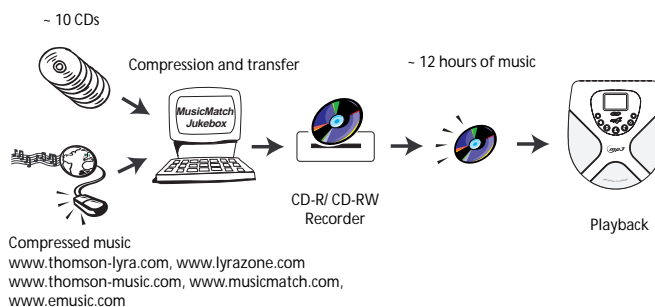 ~ 10 CDs
Compression and transfer
~ 12 hours of music
MusicMatch
Jukebox
mp3
CD-R/ CD-RW
Recorder
Playback
Compressed music
www.thomson-lyra.com, www.lyrazone.com
www.thomson-music.com, www.musicmatch.com,
www.emusic.com